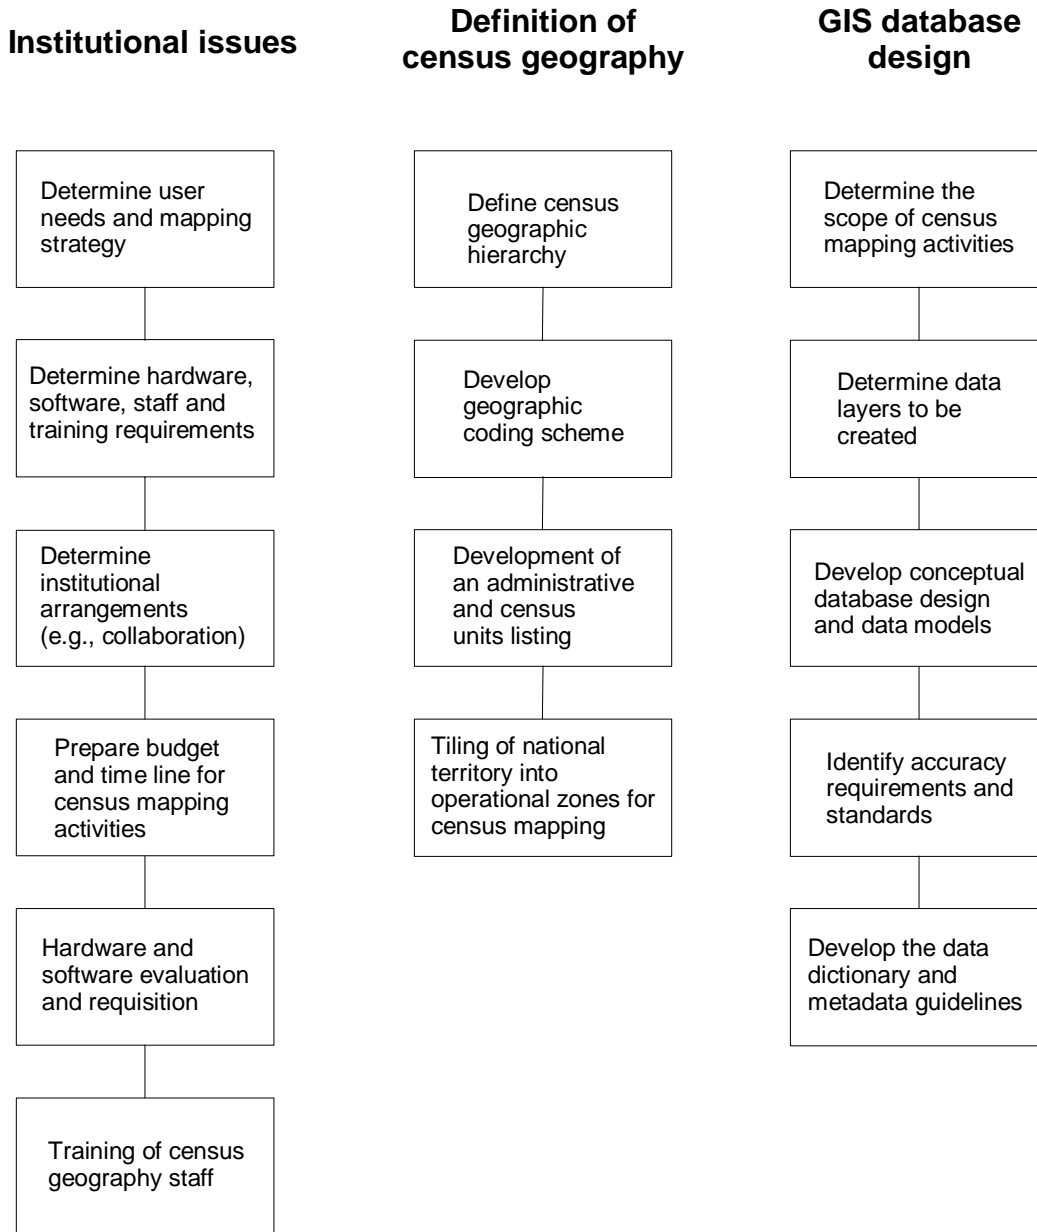 Institutional issues
Definition of
census geography
GIS database
design
Determine user
needs and mapping
strategy
Determine hardware,
software, staff and
training requirements
Determine
institutional
arrangements
(e.g., collaboration)
Prepare budget
and time line for
census mapping
activities
Hardware and
software evaluation
and requisition
Training of census
geography staff
Define census
geographic
hierarchy
Develop
geographic
coding scheme
Development of
an administrative
and census
units listing
Tiling of national
territory into
operational zones for
census mapping
Determine the
scope of census
mapping activities
Determine data
layers to be
created
Develop conceptual
database design
and data models
Identify accuracy
requirements and
standards
Develop the data
dictionary and
metadata guidelines